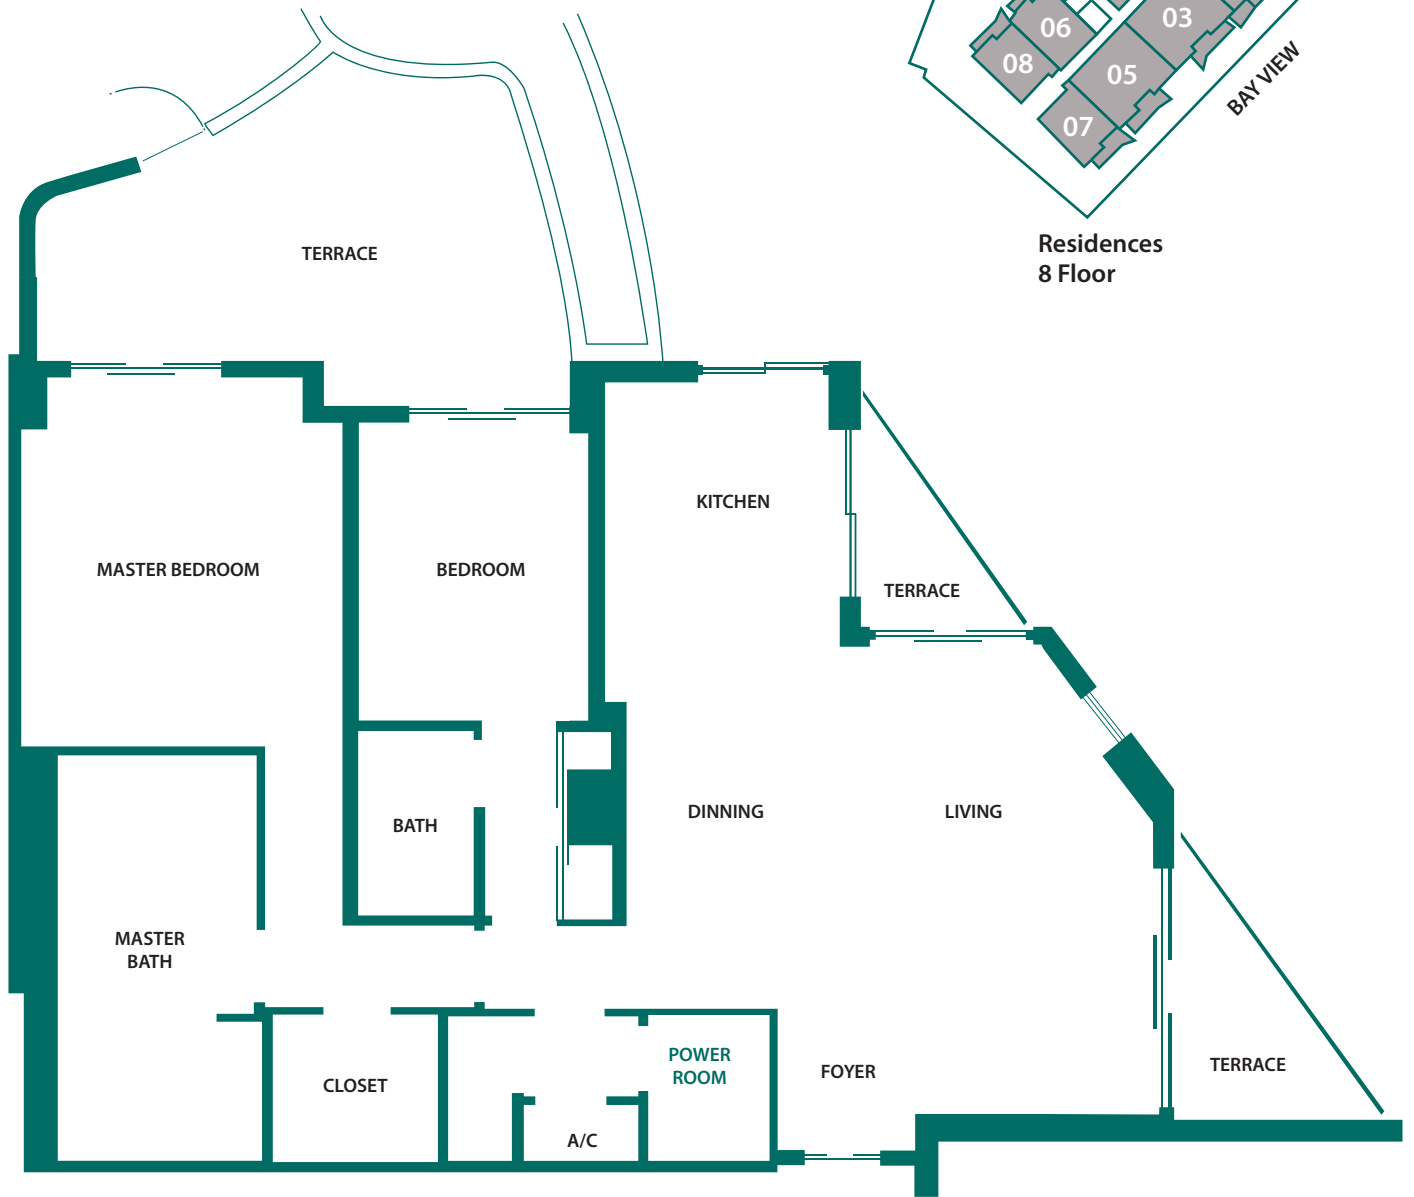 06
03
08
05
07
BAY VIEW
Residences
8 Floor
TERRACE
KITCHEN
MASTER BEDROOM
BEDROOM
TERRACE
BATH
DINNING
LIVING
MASTER
BATH
POWER
ROOM
FOYER
TERRACE
CLOSET
A/C